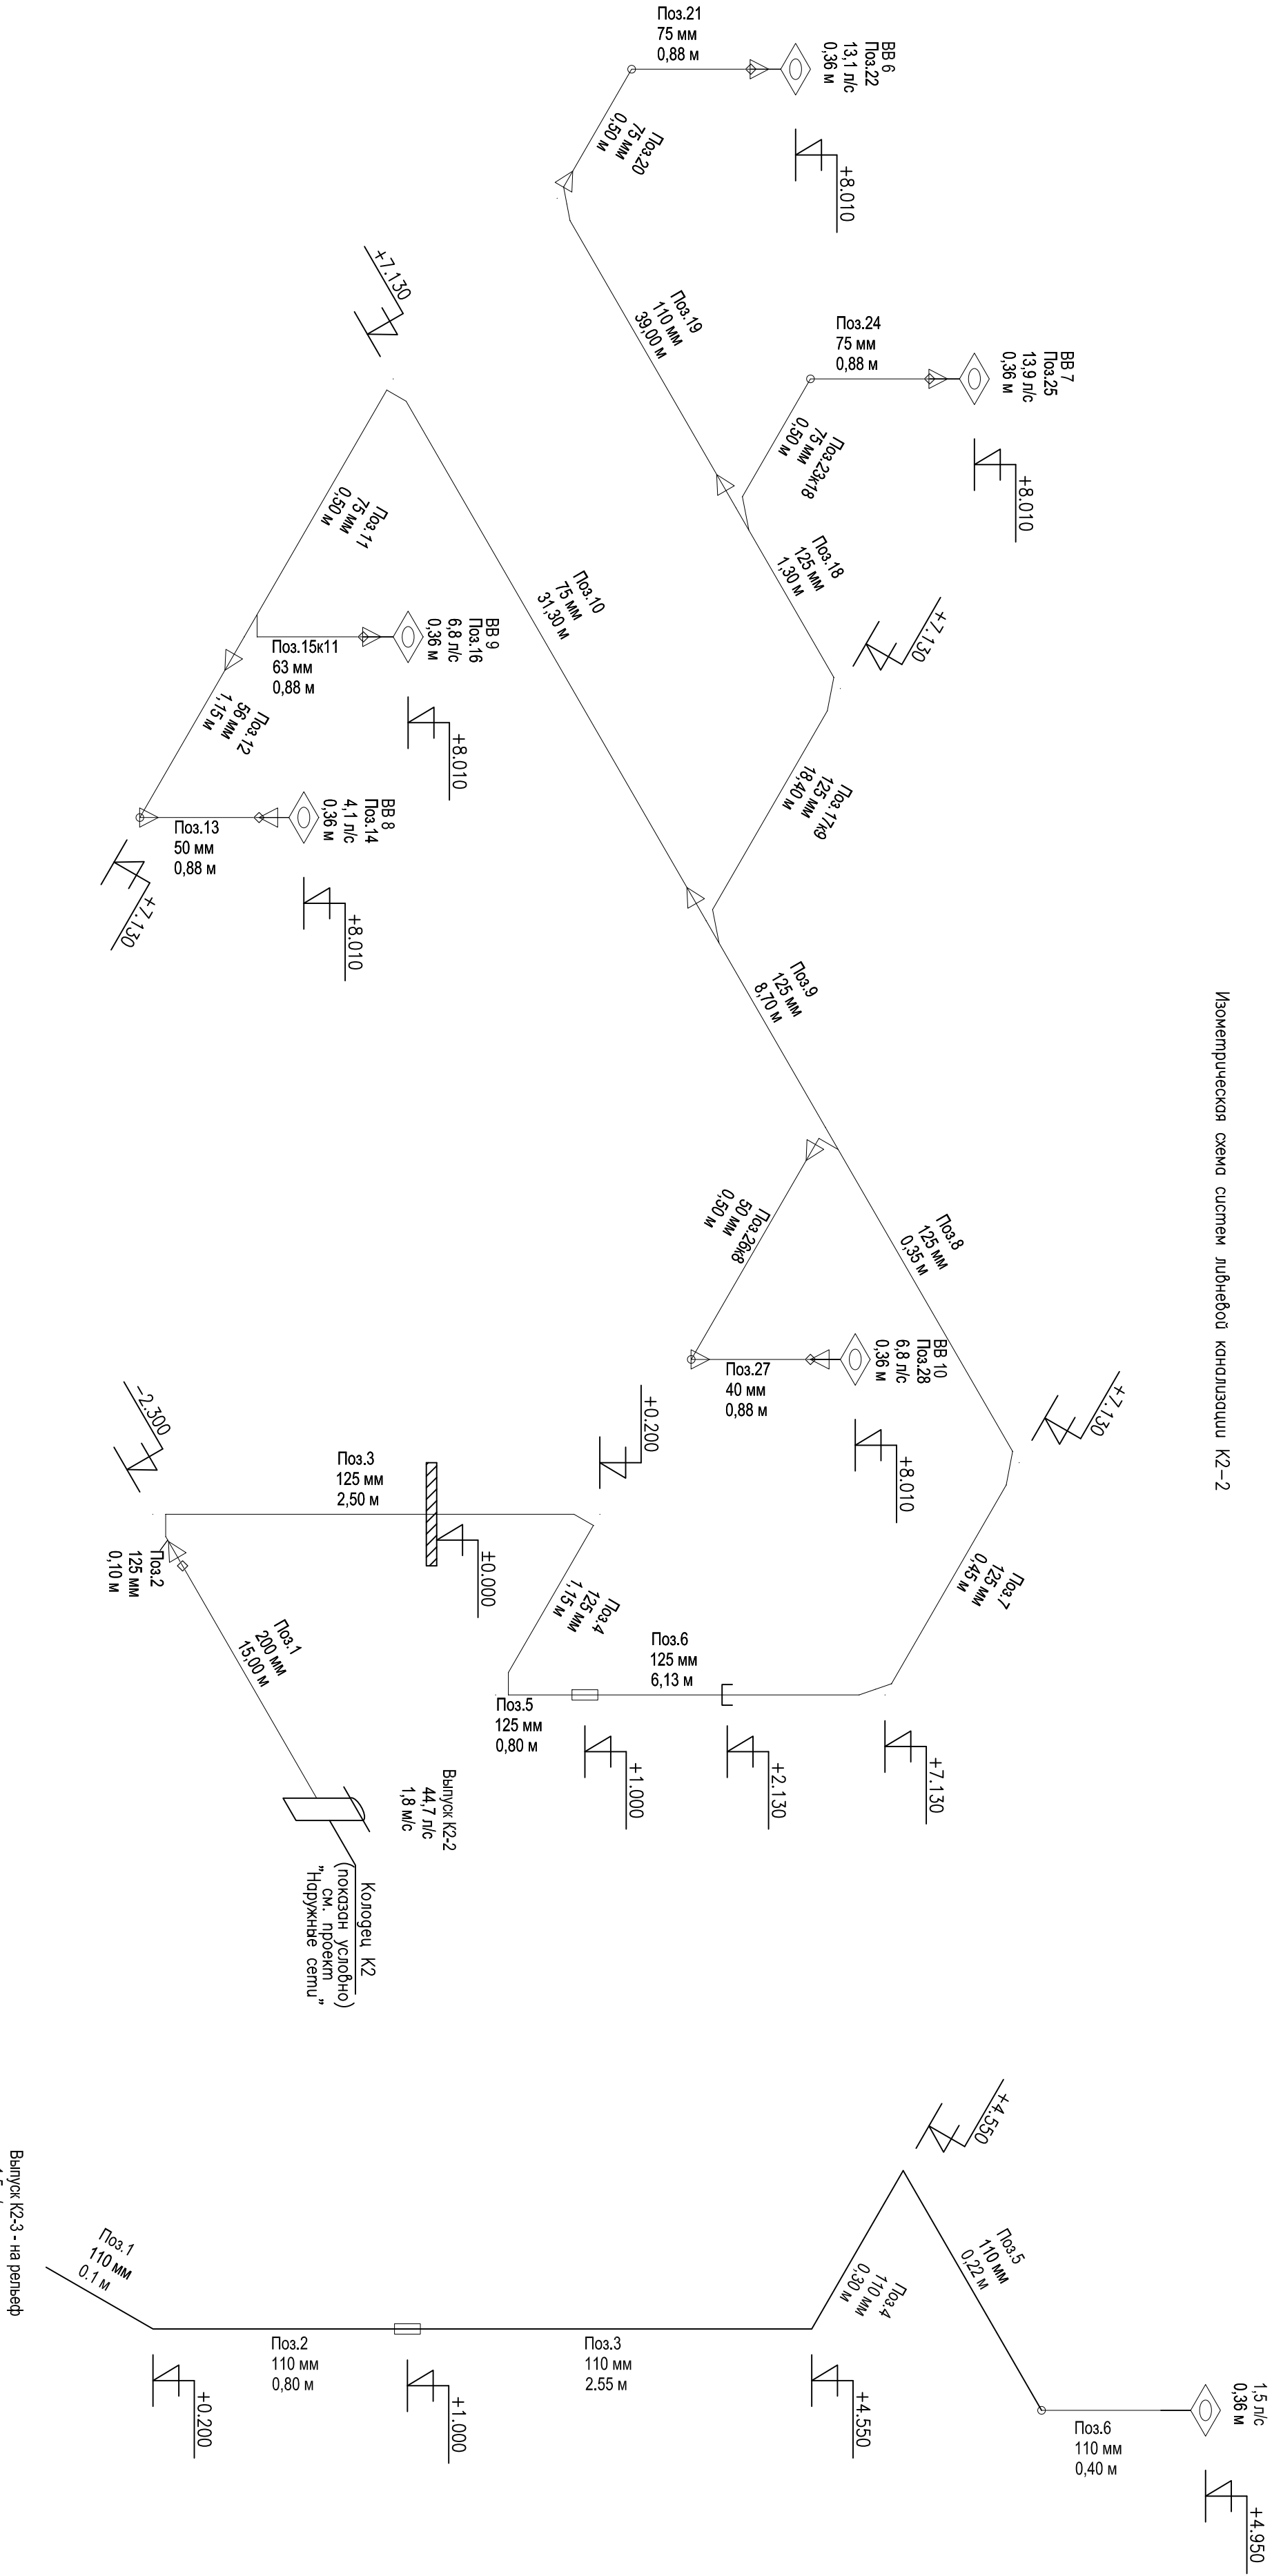 Изометрическая схема систем ливневой канализации К2-2
Поз.21
75 мм
0,88 м
ВВ 6
Поз.22
13,1 л/с
0,36 м
+8.010
Поз.20
75 мм
0,50 м
Поз.19
110 мм
39,00 м
Поз.24
75 мм
0,88 м
ВВ 7
Поз.25
13,9 л/с
0,36 м
+8.010
Поз.23к18
75 мм
0,50 м
Поз.18
125 мм
1,30 м
+7.130
Поз.17к9
125 мм
18,40 м
+7.130
Поз.10
75 мм
31,30 м
Поз.11
75 мм
0,50 м
ВВ 9
Поз.16
6,8 л/с
0,36 м
Поз.15к11
63 мм
0,88 м
+8.010
Поз.12
56 мм
1,15 м
ВВ 8
Поз.14
4,1 л/с
0,36 м
Поз.13
50 мм
0,88 м
+8.010
+7.130
Поз.9
125 мм
8,70 м
Поз.8
125 мм
0,35 м
Поз.26к8
50 мм
0,50 м
ВВ 10
Поз.28
6,8 л/с
0,36 м
Поз.27
40 мм
0,88 м
+8.010
+7.130
Поз.7
125 мм
0,45 м
+0.200
-2.300
Поз.3
125 мм
2,50 м
±0.000
Поз.2
125 мм
0,10 м
Поз.4
125 мм
1,15 м
Поз.6
125 мм
6,13 м
Поз.5
125 мм
0,80 м
+1.000
+2.130
+7.130
Поз.1
200 мм
15,00 м
Выпуск К2-2
44,7 л/с
1,8 м/с
Колодец К2
(показан условно)
см. проект
"Наружные сети"
+4.550
Поз.5
110 мм
0,22 м
Поз.4
110 мм
0,30 м
1,5 л/с
0,36 м
Поз.6
110 мм
0,40 м
+4.950
Поз.3
110 мм
2.55 м
+4.550
Поз.2
110 мм
0,80 м
+1.000
+0.200
Поз.1
110 мм
0.1 м
Выпуск К2-3 - на рельеф